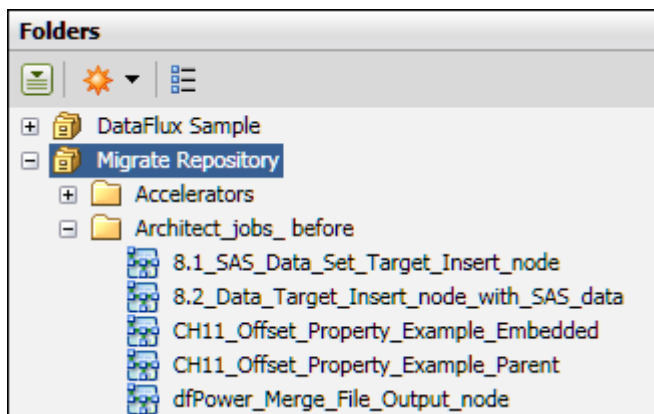 Folders
DataFlux Sample
Migrate Repository
Accelerators
Architect_jobs_ before
8.1_SAS_Data_Set_Target_Insert_node
8.2_Data_Target_Insert_node_with_SAS_data
CH11_Offset_Property_Example_Embedded
CH11_Offset_Property_Example_Parent
dfPower_Merge_File_Output_node